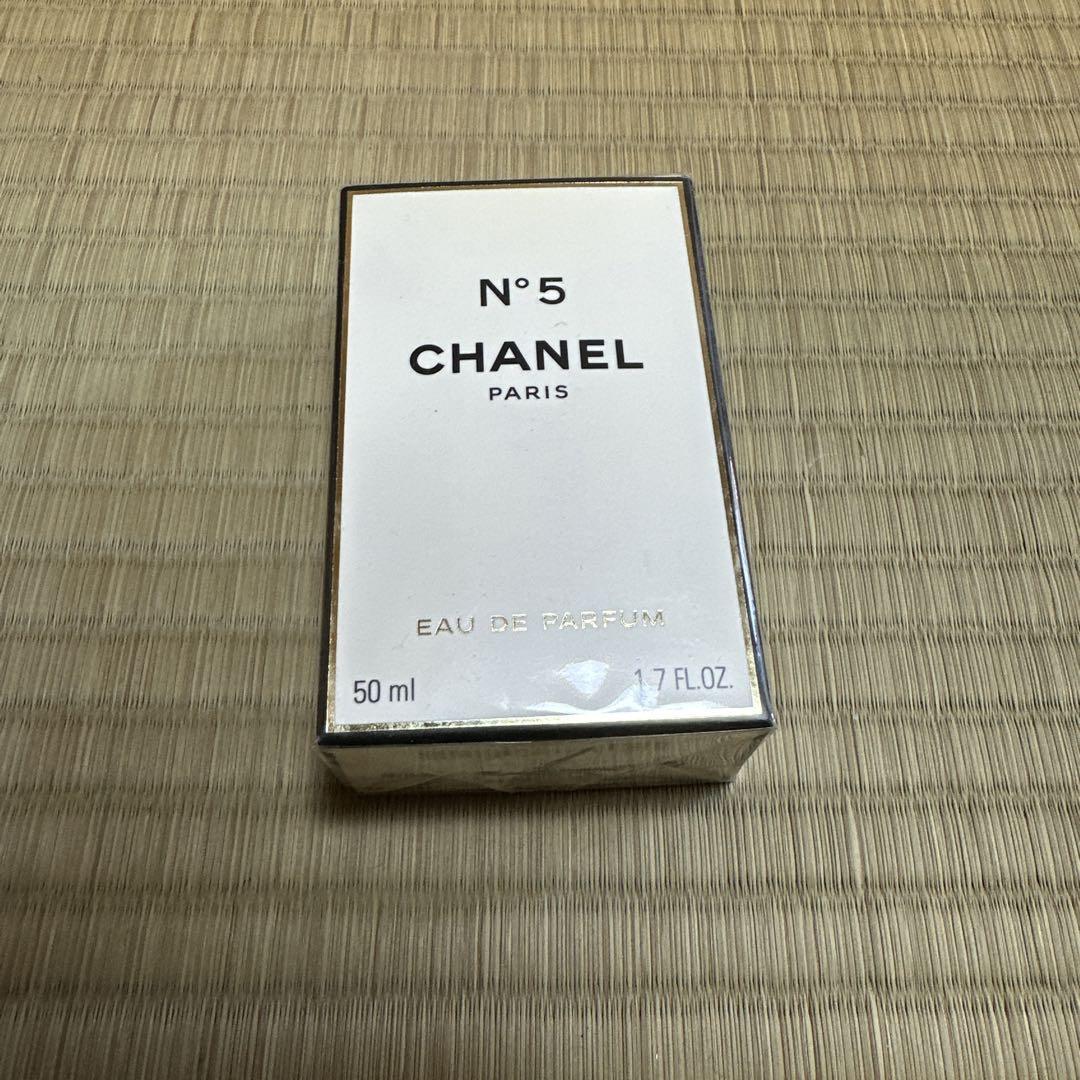 N° 5
CHANEL
PARIS
EAU DE PARFUM
50 ml 1.7 FL.OZ.